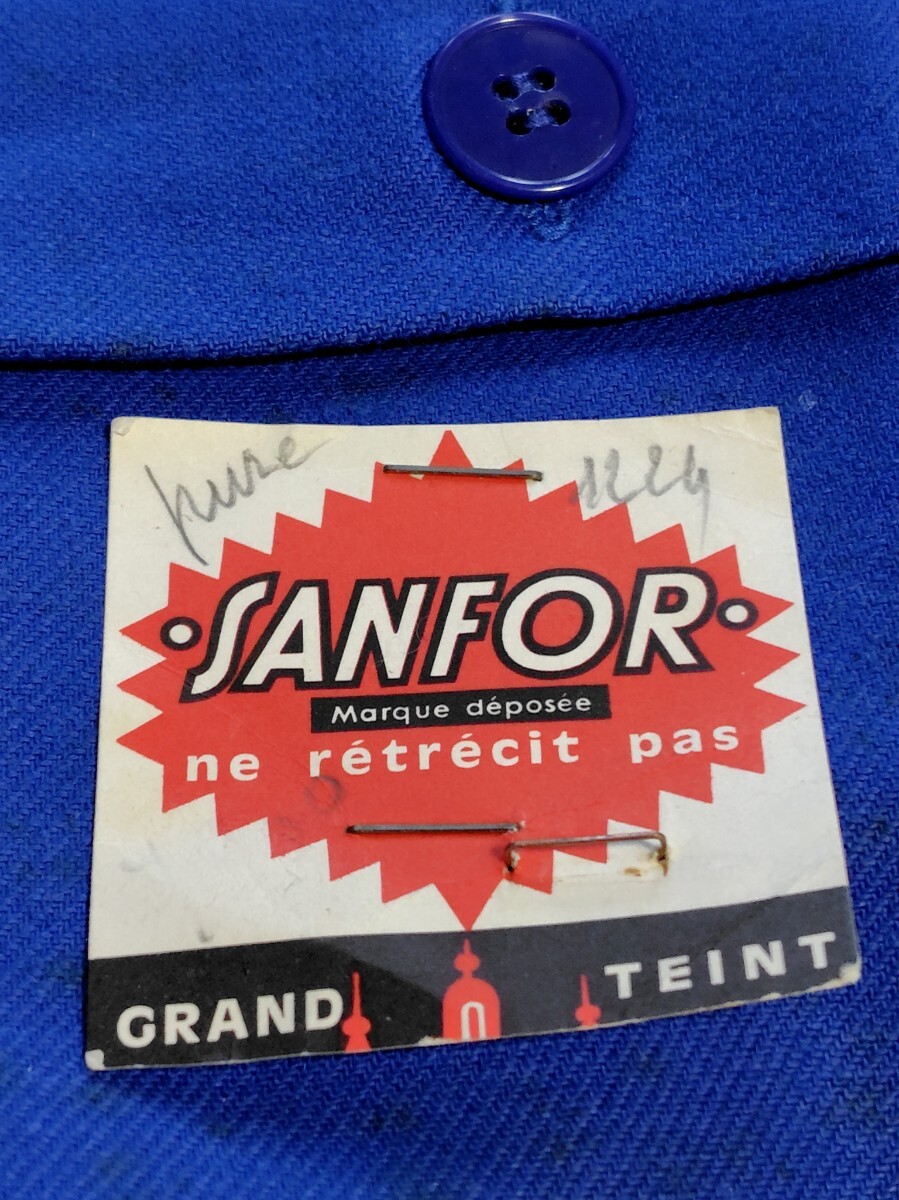 ·SANFOR·
Marque déposée
ne rétrécit pas
GRAND TEINT